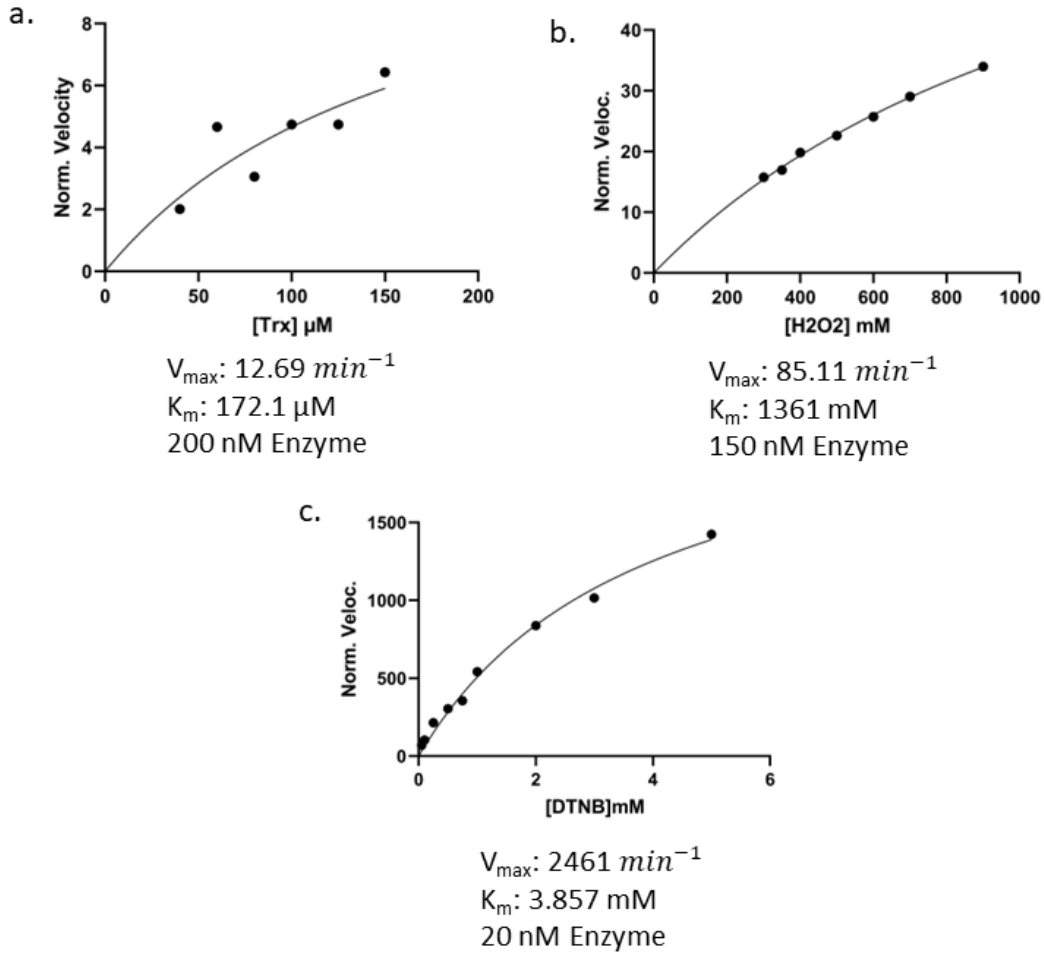 a.
8
6
4
2
0
Norm. Velocity
0 50 100 150 200
[Trx] µM
Vmax: 12.69 min⁻¹
Km: 172.1 µM
200 nM Enzyme
b.
40
30
20
10
0
Norm. Veloc.
0 200 400 600 800 1000
[H2O2] mM
Vmax: 85.11 min⁻¹
Km: 1361 mM
150 nM Enzyme
c.
1500
1000
500
0
Norm. Veloc.
0 2 4 6
[DTNB]mM
Vmax: 2461 min⁻¹
Km: 3.857 mM
20 nM Enzyme